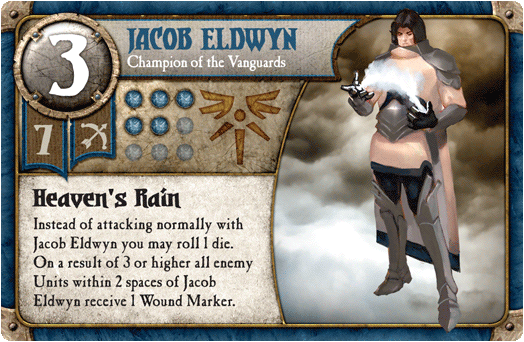 3
JACOB ELDWYN
Champion of the Vanguards
7
Heaven's Rain
Instead of attacking normally with
Jacob Eldwyn you may roll 1 die.
On a result of 3 or higher all enemy
Units within 2 spaces of Jacob
Eldwyn receive 1 Wound Marker.